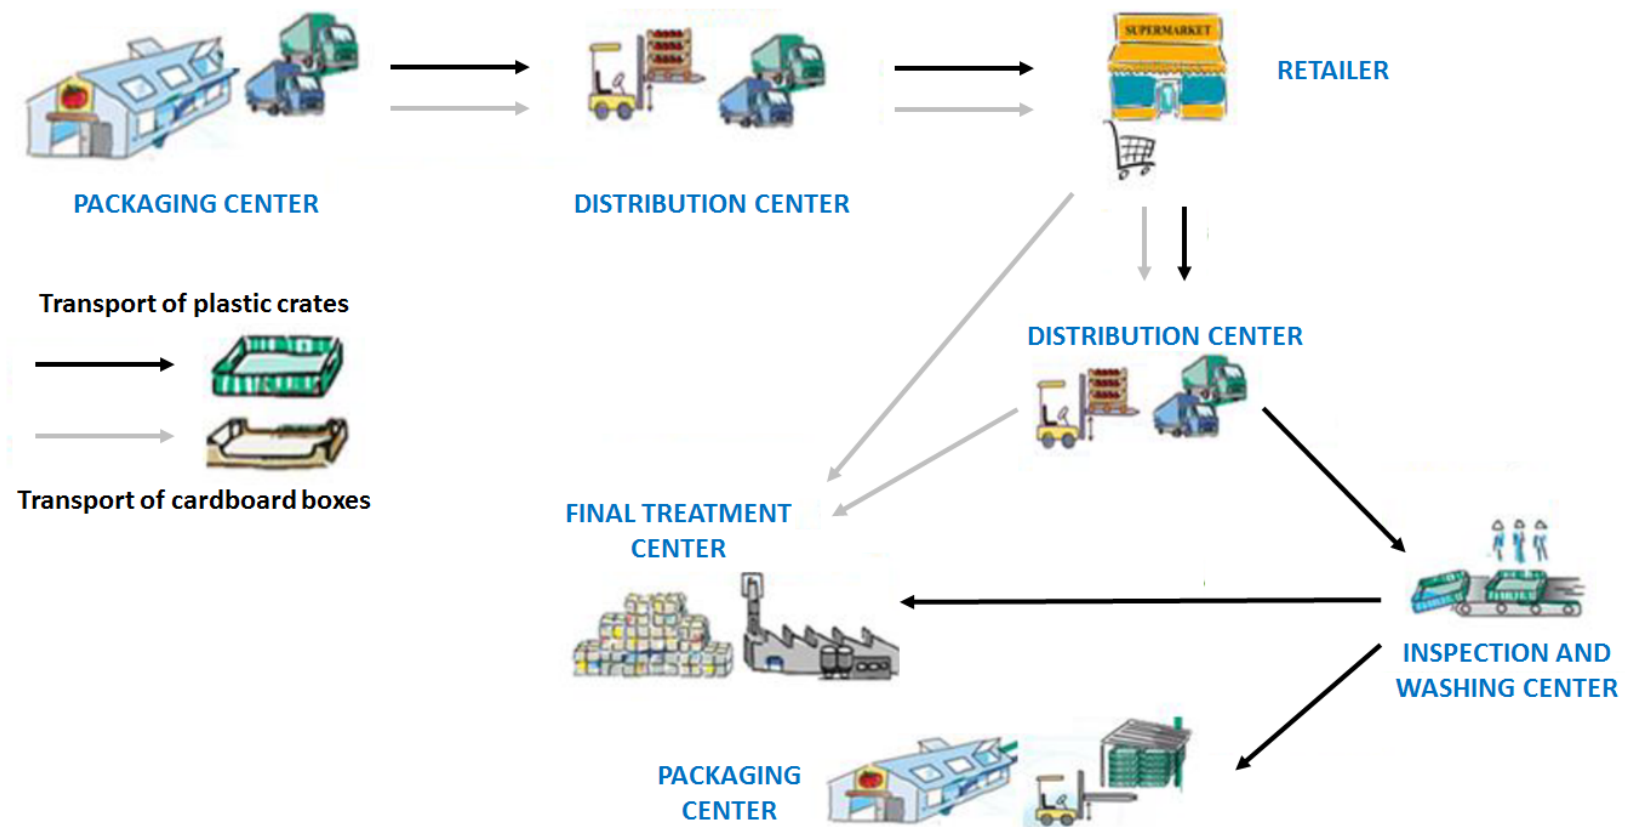 SUPERMARKET
RETAILER
PACKAGING CENTER
DISTRIBUTION CENTER
Transport of plastic crates
DISTRIBUTION CENTER
Transport of cardboard boxes
FINAL TREATMENT
CENTER
INSPECTION AND
WASHING CENTER
PACKAGING
CENTER